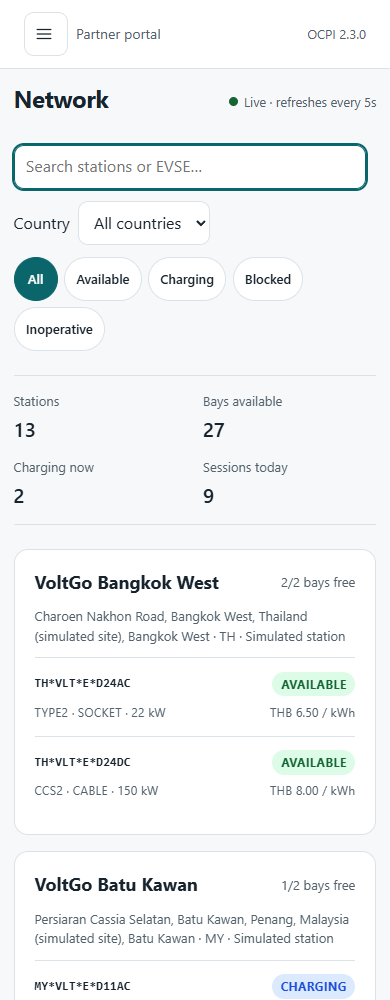 Partner portal
OCPI 2.3.0
Network
Live · refreshes every 5s
Search stations or EVSE...
Country
All countries
All
Available
Charging
Blocked
Inoperative
Stations
Bays available
13
27
Charging now
Sessions today
2
9
VoltGo Bangkok West
2/2 bays free
Charoen Nakhon Road, Bangkok West, Thailand
(simulated site), Bangkok West · TH · Simulated station
TH*VLT*E*D24AC
AVAILABLE
TYPE2 · SOCKET · 22 kW
THB 6.50 / kWh
TH*VLT*E*D24DC
AVAILABLE
CCS2 · CABLE · 150 kW
THB 8.00 / kWh
VoltGo Batu Kawan
1/2 bays free
Persiaran Cassia Selatan, Batu Kawan, Penang, Malaysia
(simulated site), Batu Kawan · MY · Simulated station
MY*VLT*E*D11AC
CHARGING